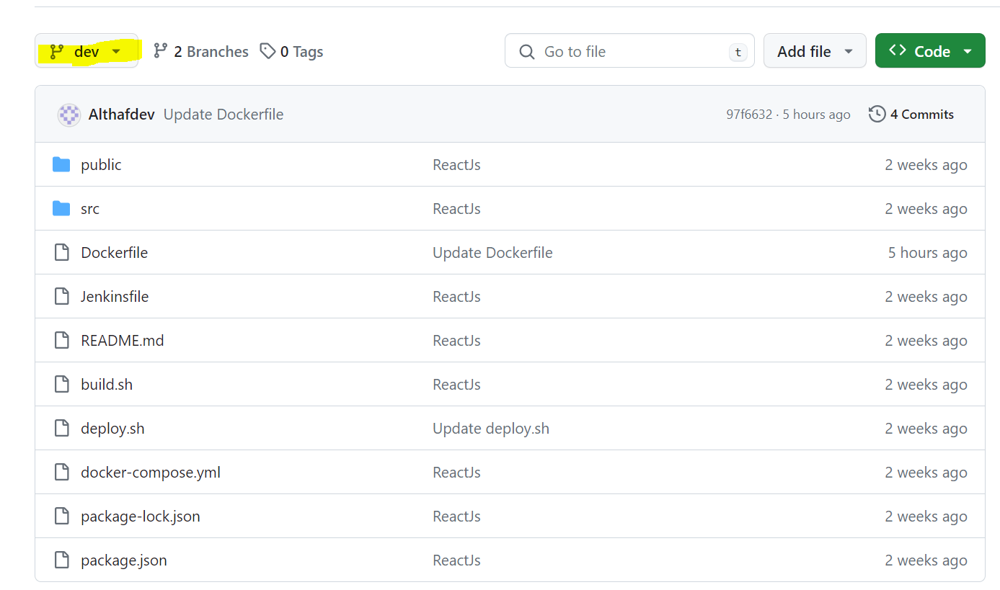 dev 2 Branches 0 Tags Go to file t Add file Code
Althafdev Update Dockerfile 97f6632 · 5 hours ago 4 Commits
public ReactJs 2 weeks ago
src ReactJs 2 weeks ago
Dockerfile Update Dockerfile 5 hours ago
Jenkinsfile ReactJs 2 weeks ago
README.md ReactJs 2 weeks ago
build.sh ReactJs 2 weeks ago
deploy.sh Update deploy.sh 2 weeks ago
docker-compose.yml ReactJs 2 weeks ago
package-lock.json ReactJs 2 weeks ago
package.json ReactJs 2 weeks ago